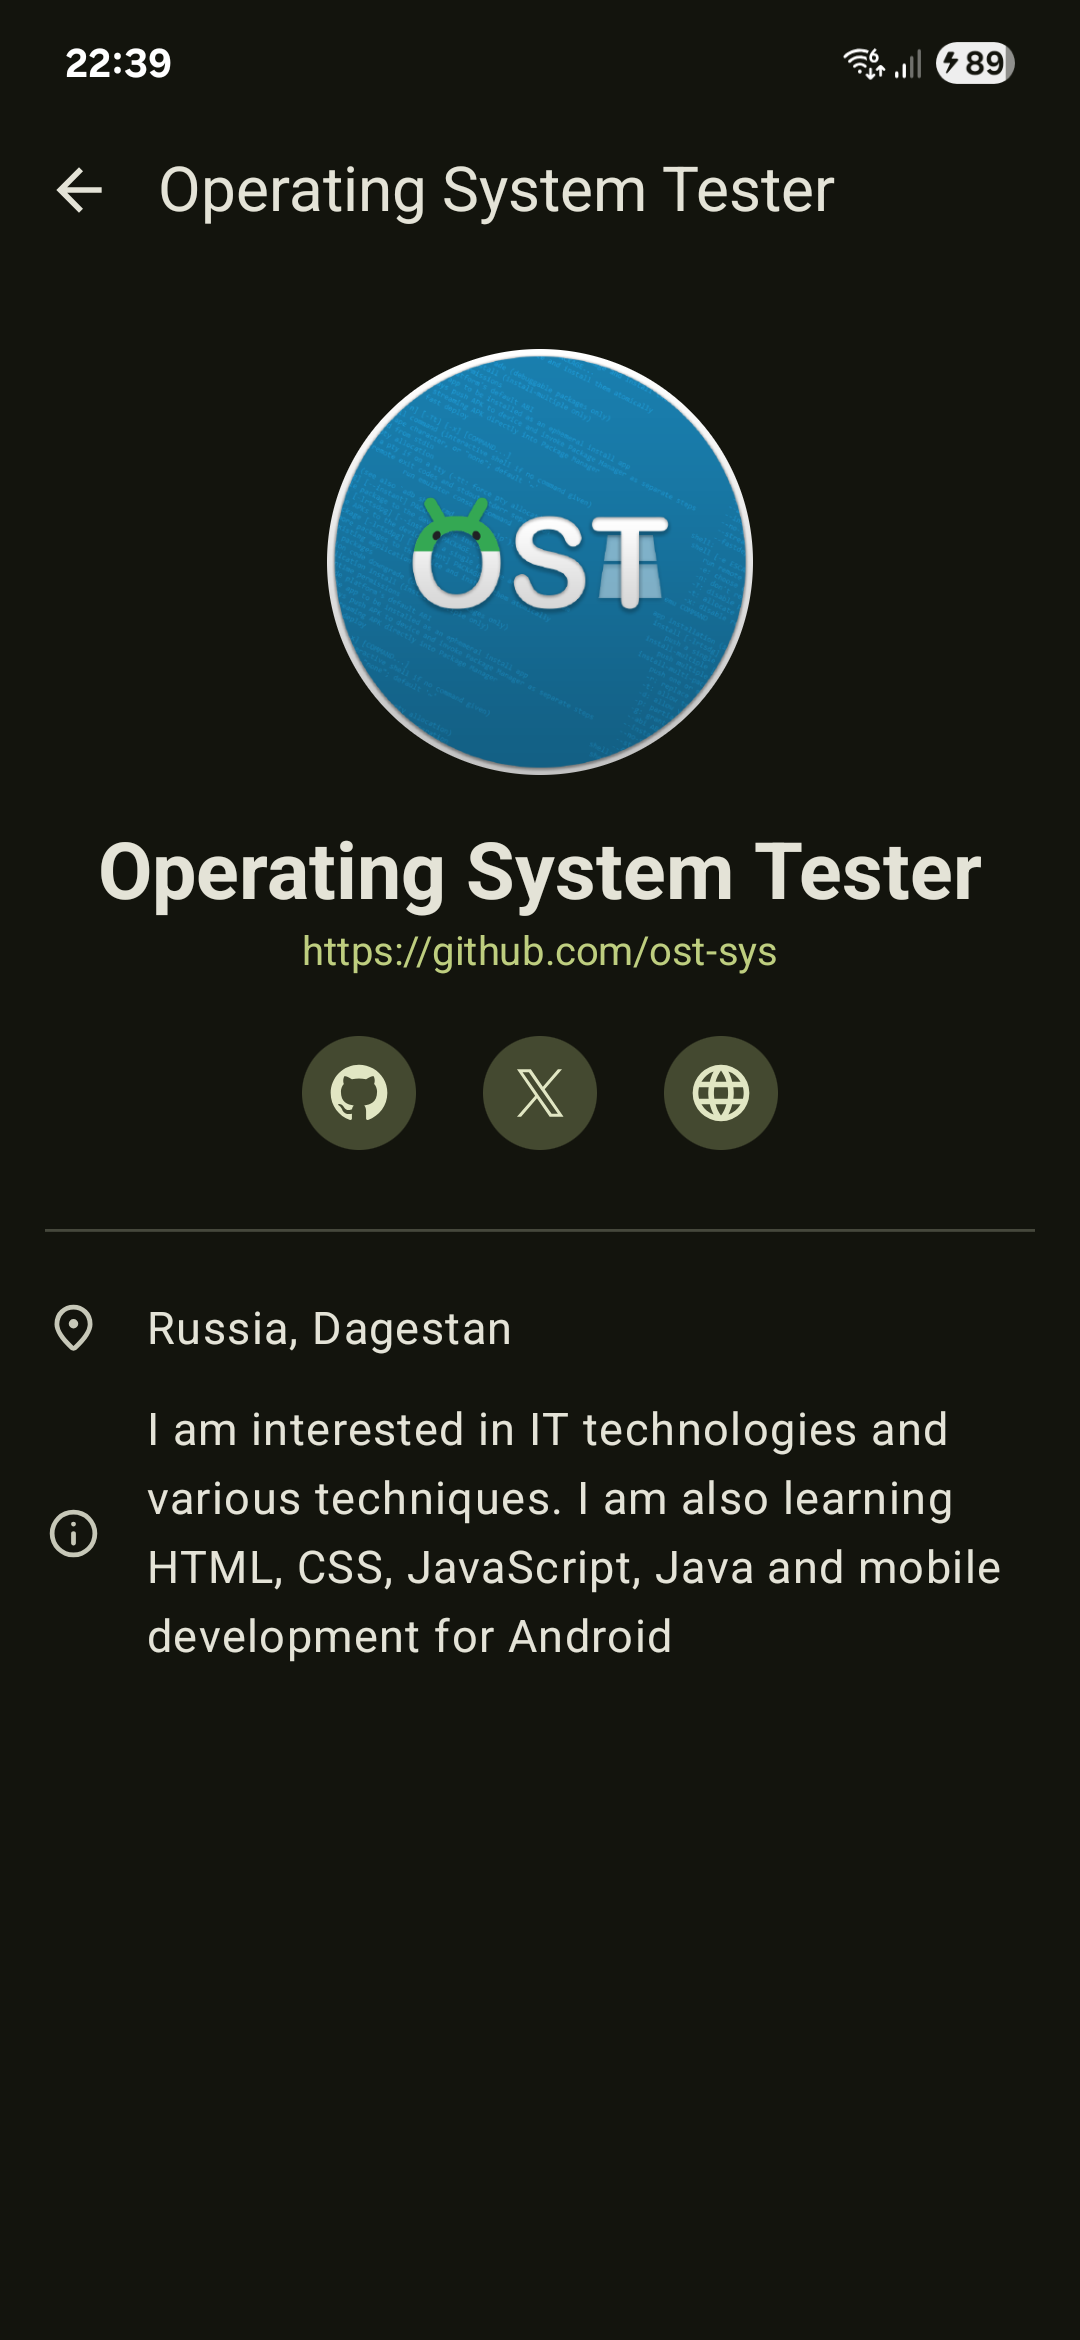 22:39
6
89
Operating System Tester
OST
Operating System Tester
https://github.com/ost-sys
Russia, Dagestan
I am interested in IT technologies and
various techniques. I am also learning
HTML, CSS, JavaScript, Java and mobile
development for Android